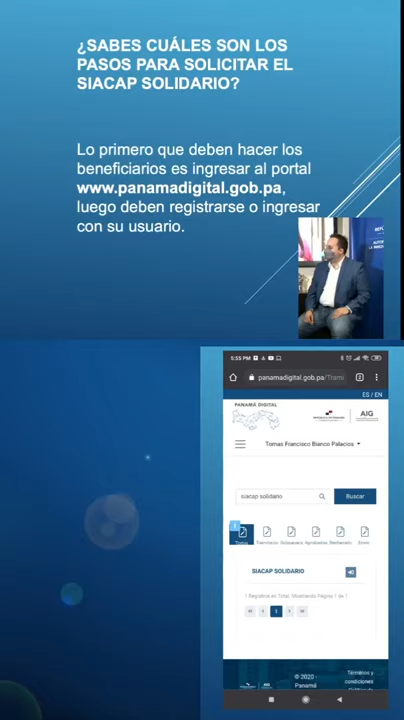 ¿SABES CUÁLES SON LOS
PASOS PARA SOLICITAR EL
SIACAP SOLIDARIO?
Lo primero que deben hacer los
beneficiarios es ingresar al portal
www.panamadigital.gob.pa,
luego deben registrarse o ingresar
con su usuario.
5:55 PM
panamadigital.gob.pa/Trami
ES / EN
PANAMÁ DIGITAL
AIG
Tomas Francisco Bianco Palacios
siacap solidario
Buscar
Todos
SIACAP SOLIDARIO
1 Registros en Total, Mostrando Página 1 de 1
1
© 2020 -
Panamá
Términos y
condiciones